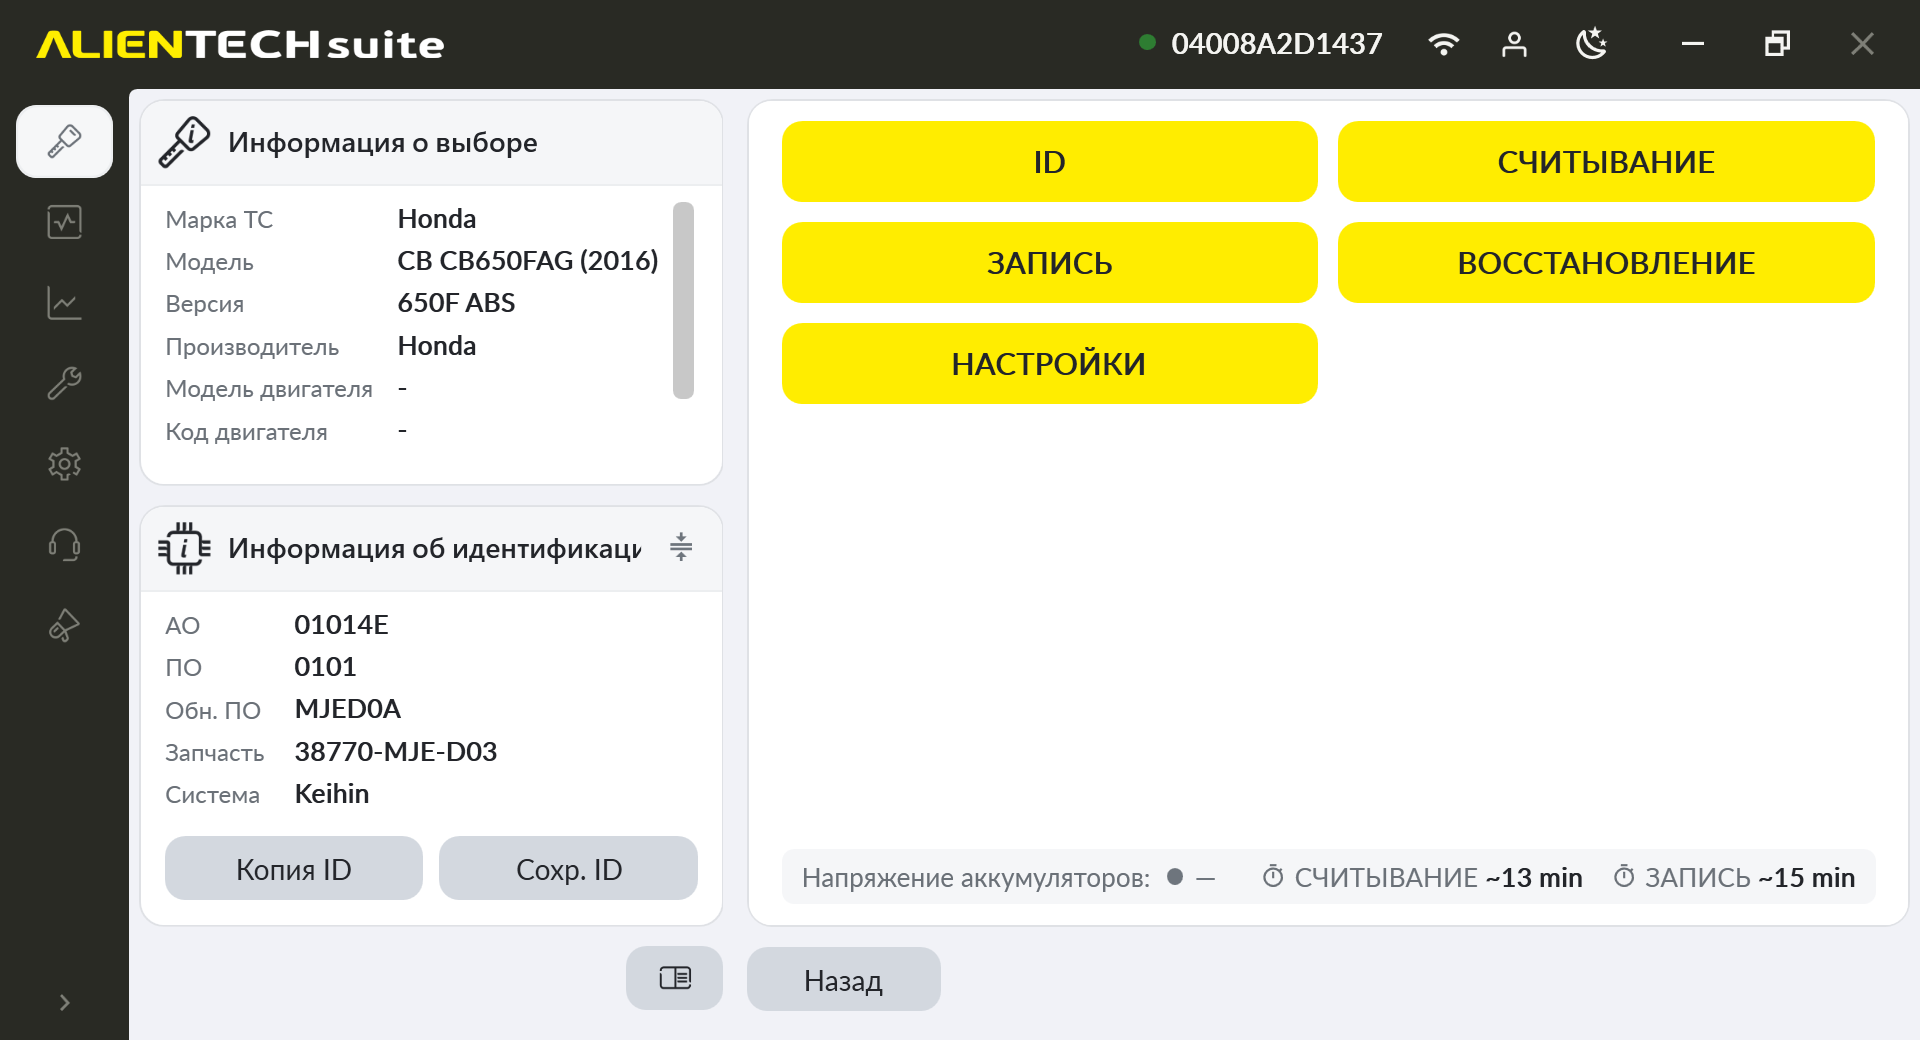 ALIENTECH suite
04008A2D1437
Информация о выборе
Марка ТС Honda
Модель CB CB650FAG (2016)
Версия 650F ABS
Производитель Honda
Модель двигателя -
Код двигателя -
Информация об идентификаци
АО 01014E
ПО 0101
Обн. ПО MJED0A
Запчасть 38770-MJE-D03
Система Keihin
Копия ID Сохр. ID
ID СЧИТЫВАНИЕ
ЗАПИСЬ ВОССТАНОВЛЕНИЕ
НАСТРОЙКИ
Напряжение аккумуляторов: — СЧИТЫВАНИЕ ~13 min ЗАПИСЬ ~15 min
Назад